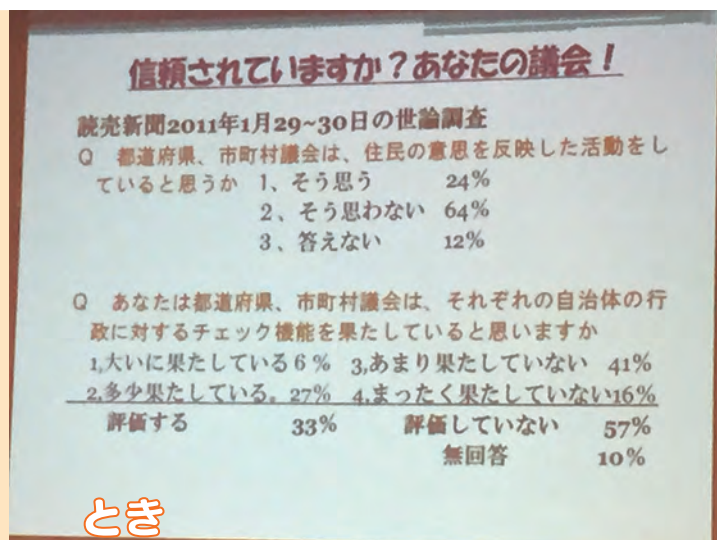 信頼されていますか？あなたの議会！
読売新聞2011年1月29~30日の世論調査
Q 都道府県、市町村議会は、住民の意思を反映した活動をし
ていると思うか 1、そう思う 24%
2、そう思わない 64%
3、答えない 12%
Q あなたは都道府県、市町村議会は、それぞれの自治体の行
政に対するチェック機能を果たしていると思いますか
1,大いに果たしている6% 3,あまり果たしていない 41%
2,多少果たしている。27% 4,まったく果たしていない16%
評価する 33% 評価していない 57%
無回答 10%
とき